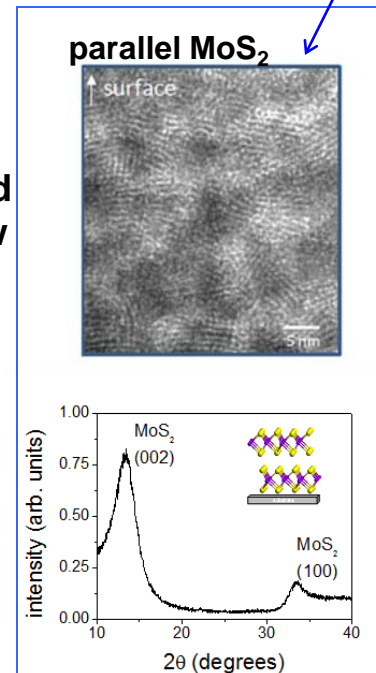 parallel MoS₂
surface
5 nm
d
1.00
0.75
0.50
0.25
0.00
intensity (arb. units)
MoS₂
(002)
MoS₂
(100)
10
20
30
40
2θ (degrees)